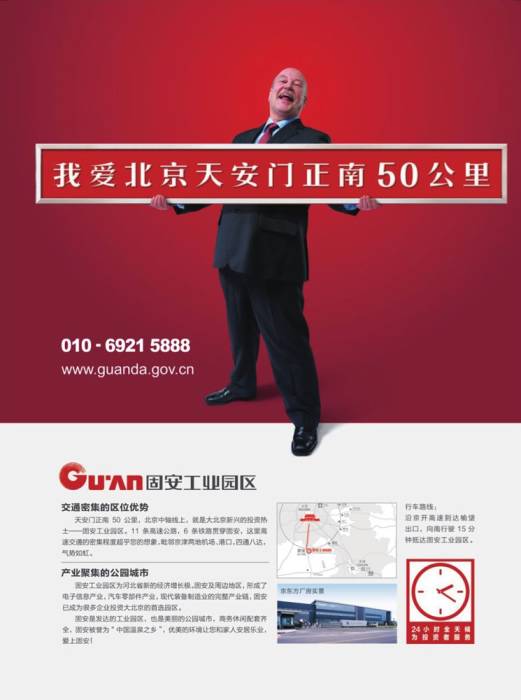 我爱北京天安门正南50公里
010 - 6921 5888
www.guanda.gov.cn
Gu'an 固安工业园区
交通密集的区位优势
天安门正南 50 公里，北京中轴线上，就是大北京新兴的投资热
土——固安工业园区。11 条高速公路，6 条铁路贯穿固安，这里高
速交通的密集程度超乎您的想象，毗邻京津两地机场、港口，四通八达，
气势如虹。
产业聚集的公园城市
固安工业园区为河北省新的经济增长极。固安及周边地区，形成了
电子信息产业、汽车零部件产业、现代装备制造业的完整产业链，固安
已成为很多企业投资大北京的首选园区。
固安是发达的工业园区，也是美丽的公园城市。商务休闲配套齐
全，固安被誉为“中国温泉之乡”，优美的环境让您和家人安居乐业，
爱上固安！
京东方厂房实景
行车路线：
沿京开高速到达榆垡
出口，向南行驶 15 分
钟抵达固安工业园区。
24小时全天候
为投资者服务